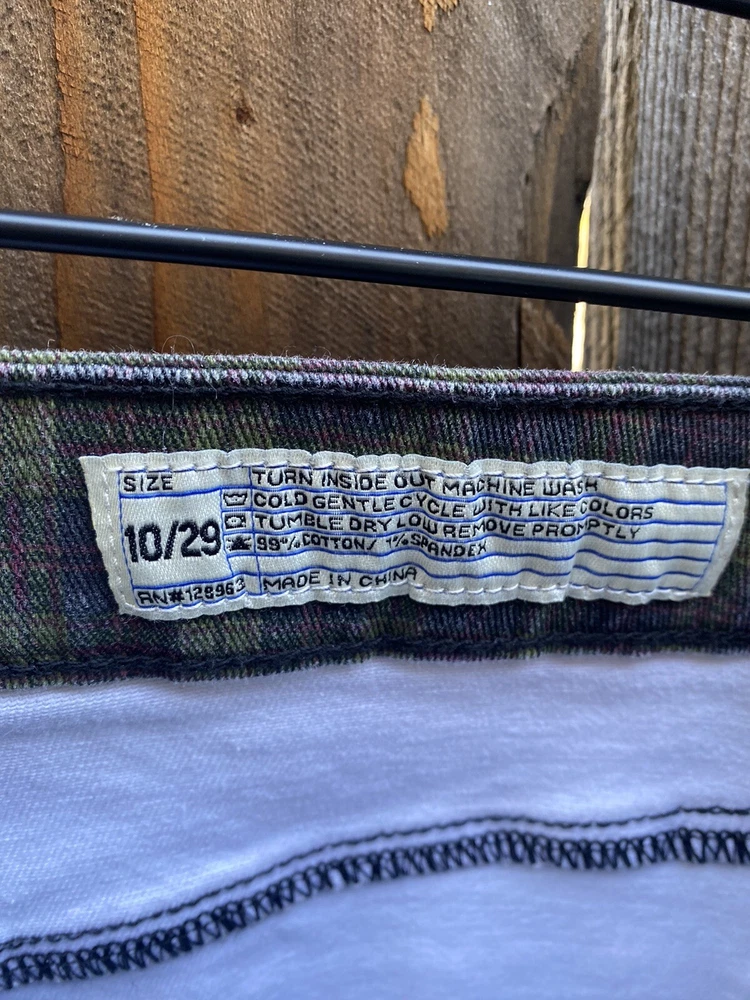 SIZE
10/29
RN#128963
TURN INSIDE OUT MACHINE WASH
COLD GENTLE CYCLE WITH LIKE COLORS
TUMBLE DRY LOW REMOVE PROMPTLY
99% COTTON/ 1% SPANDEX
MADE IN CHINA